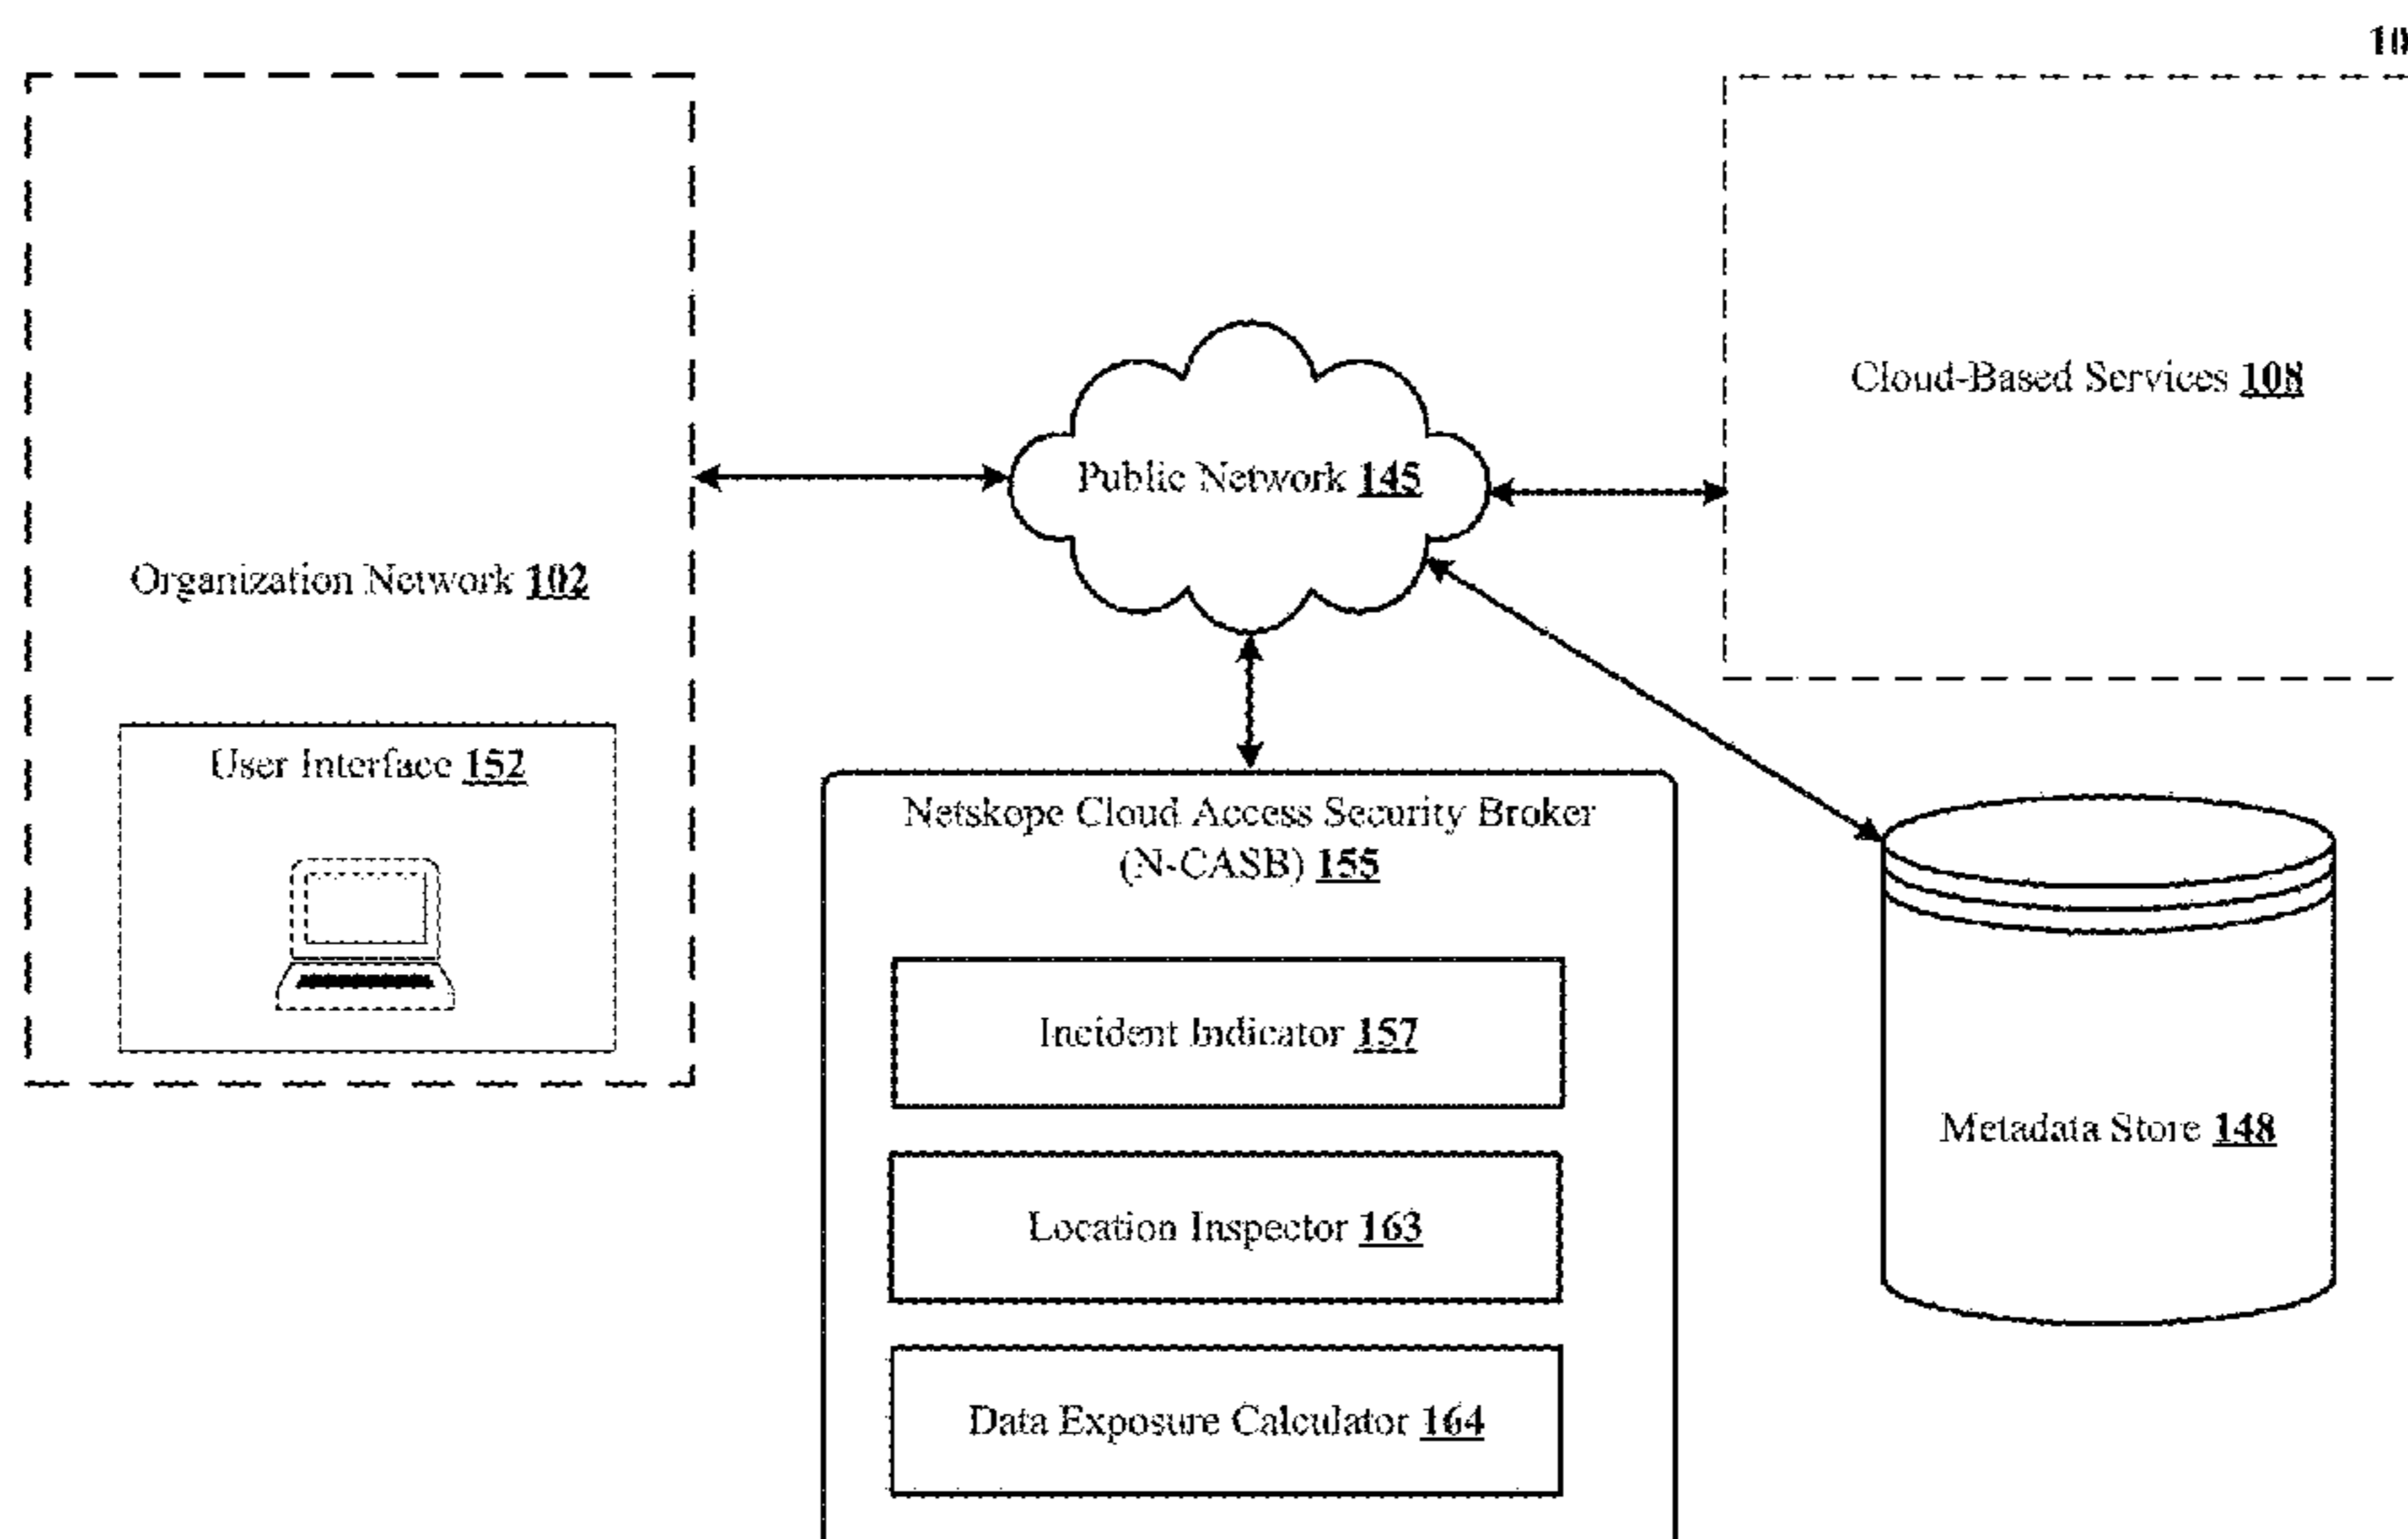 Cloud-Based Services 108
Public Network 145
Organization Network 102
User Interface 152
Netskope Cloud Access Security Broker
(N-CASB) 155
Incident Indicator 157
Metadata Store 148
Location Inspector 163
Data Exposure Calculator 164